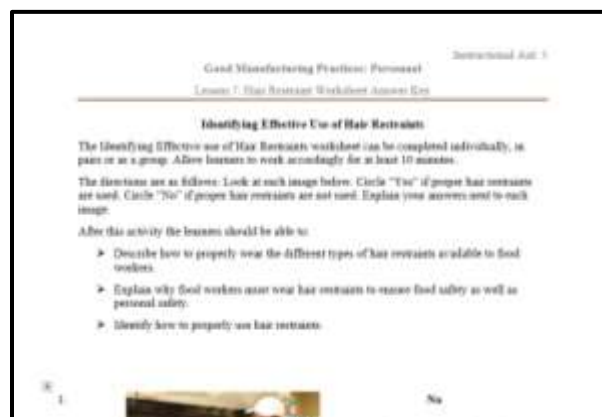 Instructional Aid: 5
Good Manufacturing Practices: Personnel
Lesson 7: Hair Restraint Worksheet Answer Key
Identifying Effective Use of Hair Restraints
The Identifying Effective use of Hair Restraints worksheet can be completed individually, in
pairs or as a group. Allow learners to work accordingly for at least 10 minutes.
The directions are as follows: Look at each image below. Circle "Yes" if proper hair restraints
are used. Circle "No" if proper hair restraints are not used. Explain your answers next to each
image.
After this activity the learners should be able to:
➢ Describe how to properly wear the different types of hair restraints available to food
workers.
➢ Explain why food workers must wear hair restraints to ensure food safety as well as
personal safety.
➢ Identify how to properly use hair restraints.
1. No